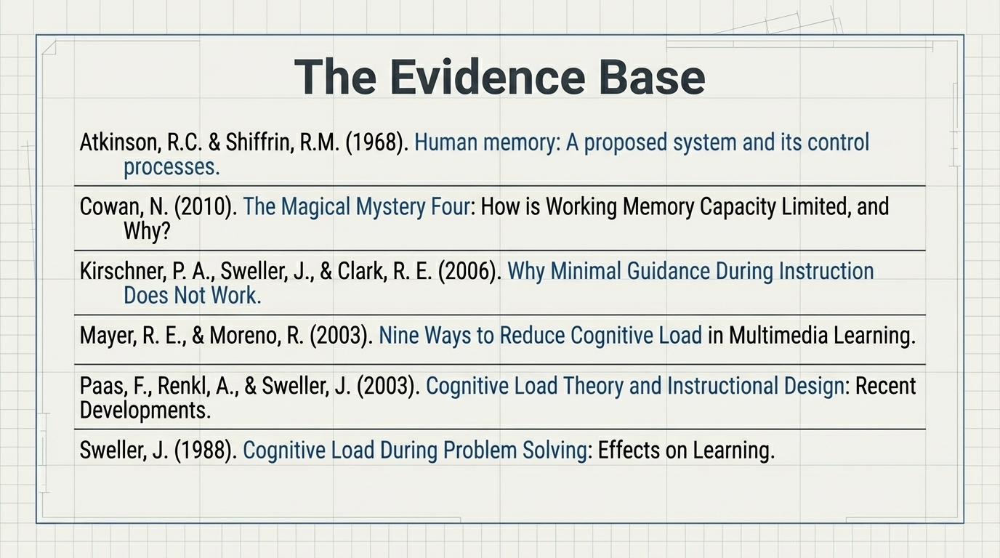 The Evidence Base
Atkinson, R.C. & Shiffrin, R.M. (1968). Human memory: A proposed system and its control
processes.
Cowan, N. (2010). The Magical Mystery Four: How is Working Memory Capacity Limited, and
Why?
Kirschner, P. A., Sweller, J., & Clark, R. E. (2006). Why Minimal Guidance During Instruction
Does Not Work.
Mayer, R. E., & Moreno, R. (2003). Nine Ways to Reduce Cognitive Load in Multimedia Learning.
Paas, F., Renkl, A., & Sweller, J. (2003). Cognitive Load Theory and Instructional Design: Recent
Developments.
Sweller, J. (1988). Cognitive Load During Problem Solving: Effects on Learning.